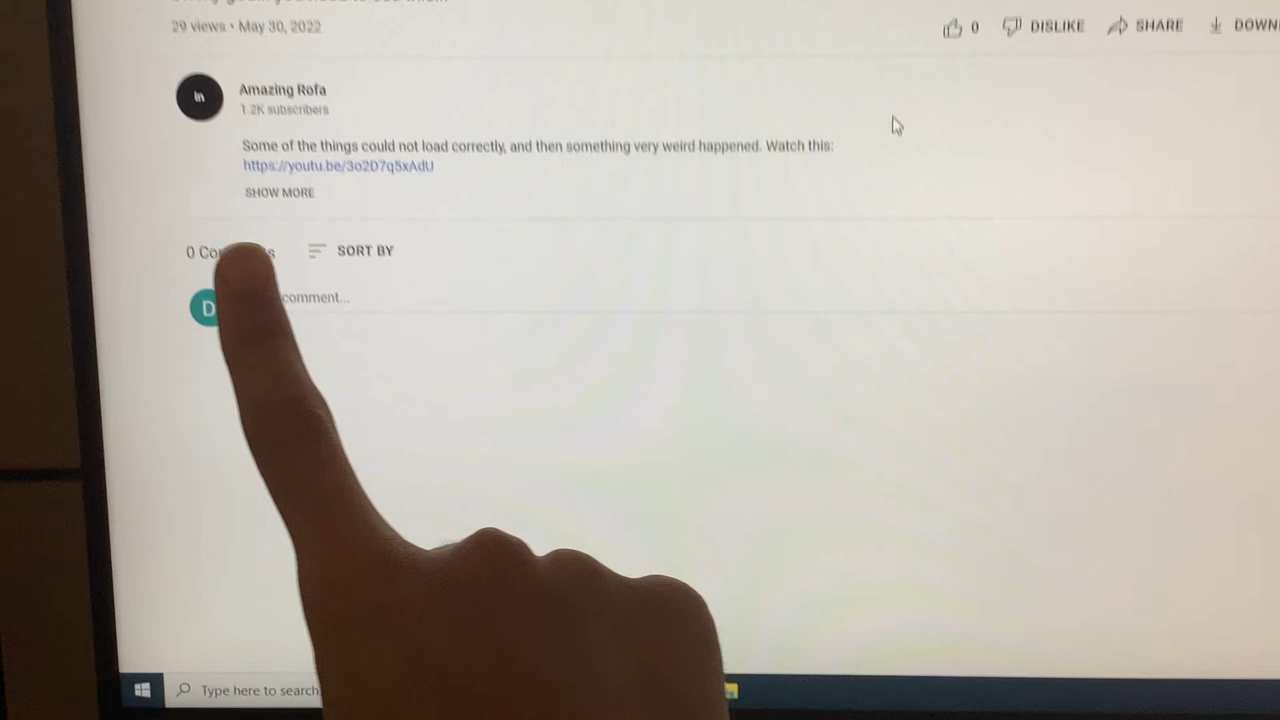 29 views • May 30, 2022
0 DISLIKE SHARE DOWN
Amazing Rofa
1.2K subscribers
Some of the things could not load correctly, and then something very weird happened. Watch this:
https://youtu.be/3o2D7q5xAdU
SHOW MORE
0 SORT BY
D comment...
Type here to search